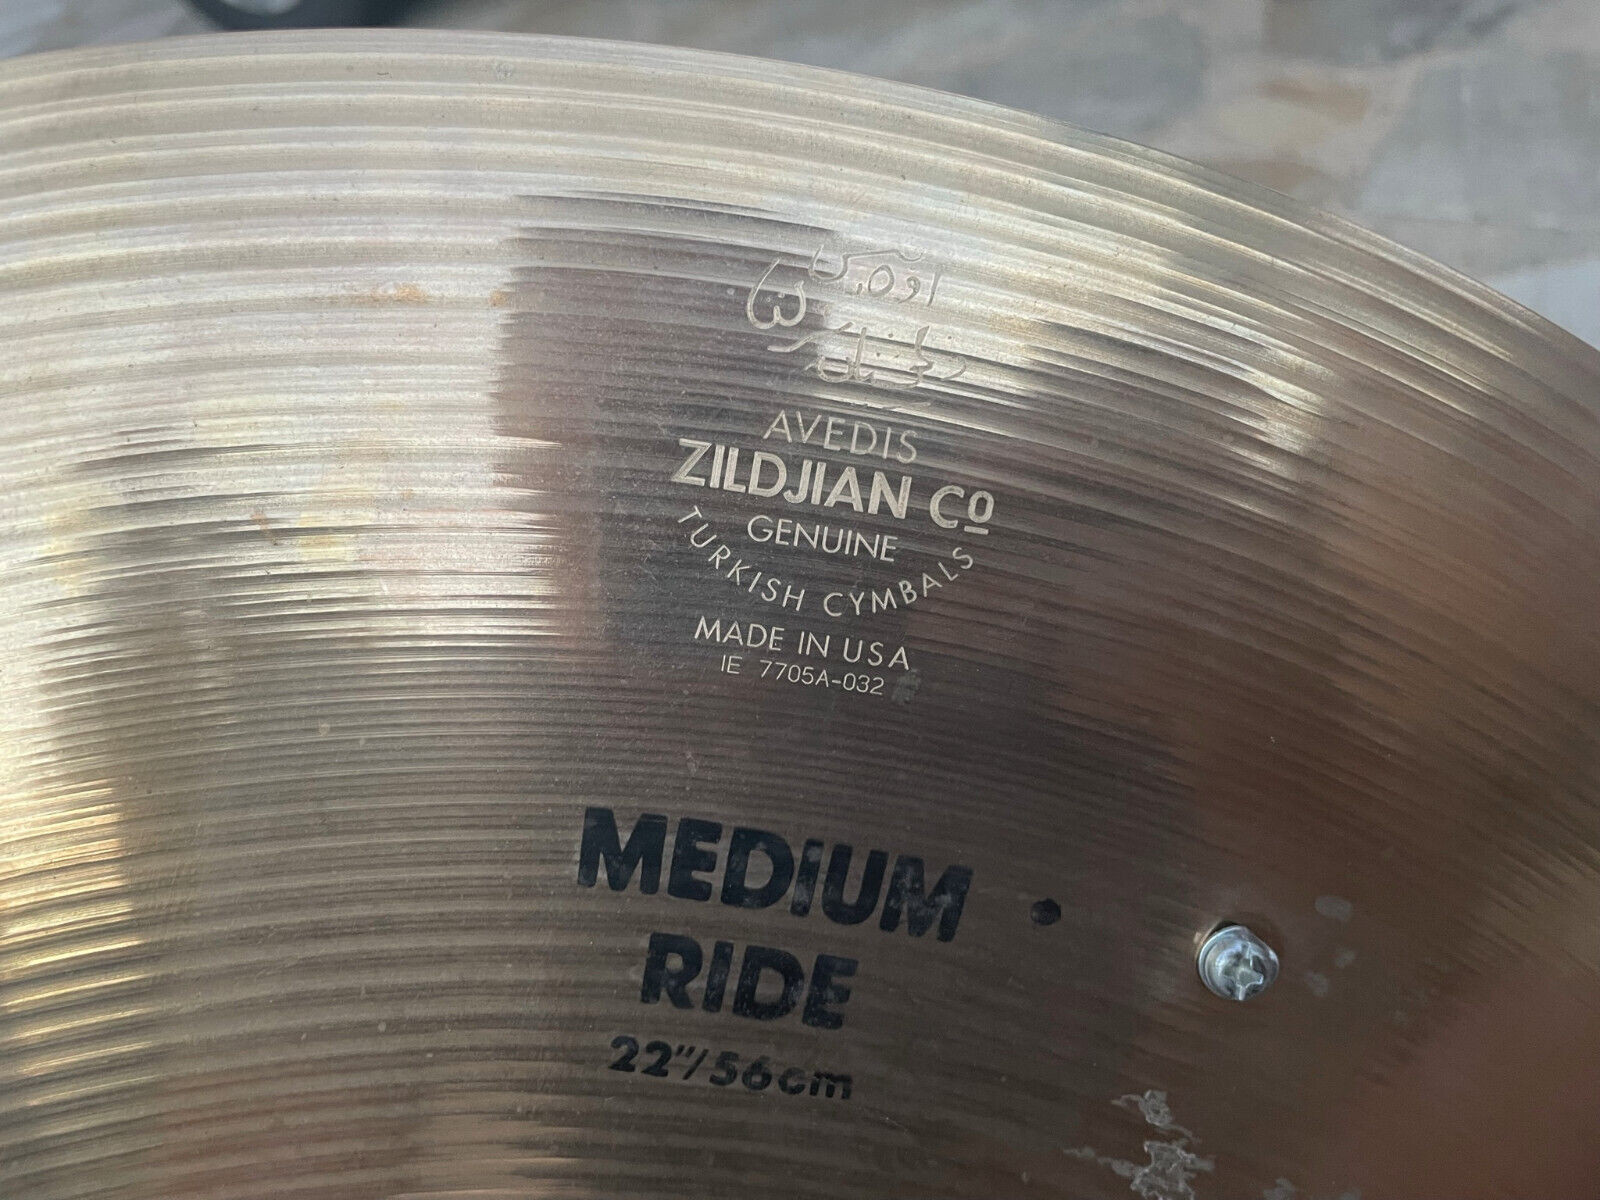 AVEDIS
ZILDJIAN Cº
GENUINE
TURKISH CYMBALS
MADE IN USA
IE 7705A-032
MEDIUM
RIDE
22"/56cm